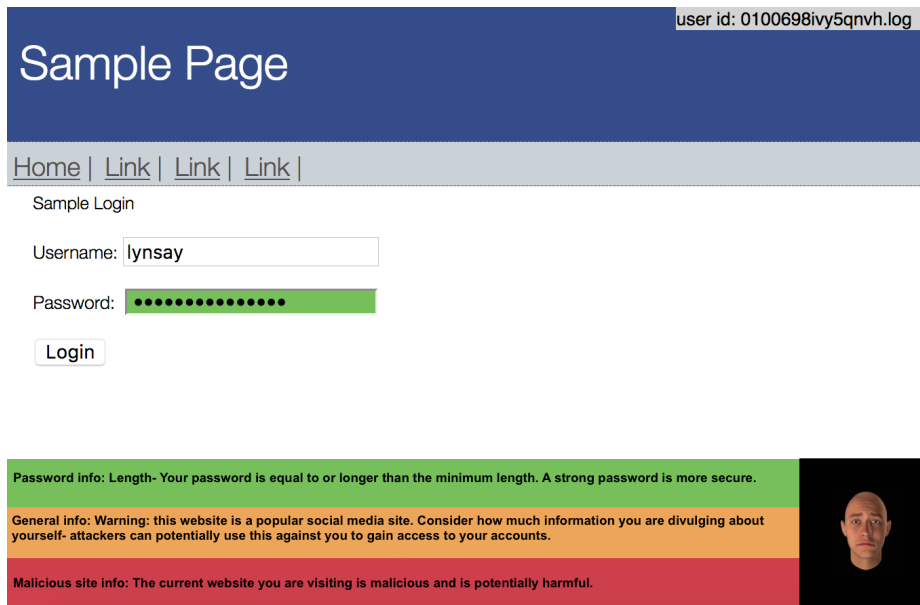 user id: 0100698ivy5qnvh.log
Sample Page
Home | Link | Link | Link |
Sample Login
Username: lynsay
Password: ●●●●●●●●●●●●●●●
Login
Password info: Length- Your password is equal to or longer than the minimum length. A strong password is more secure.
General info: Warning: this website is a popular social media site. Consider how much information you are divulging about
yourself- attackers can potentially use this against you to gain access to your accounts.
Malicious site info: The current website you are visiting is malicious and is potentially harmful.